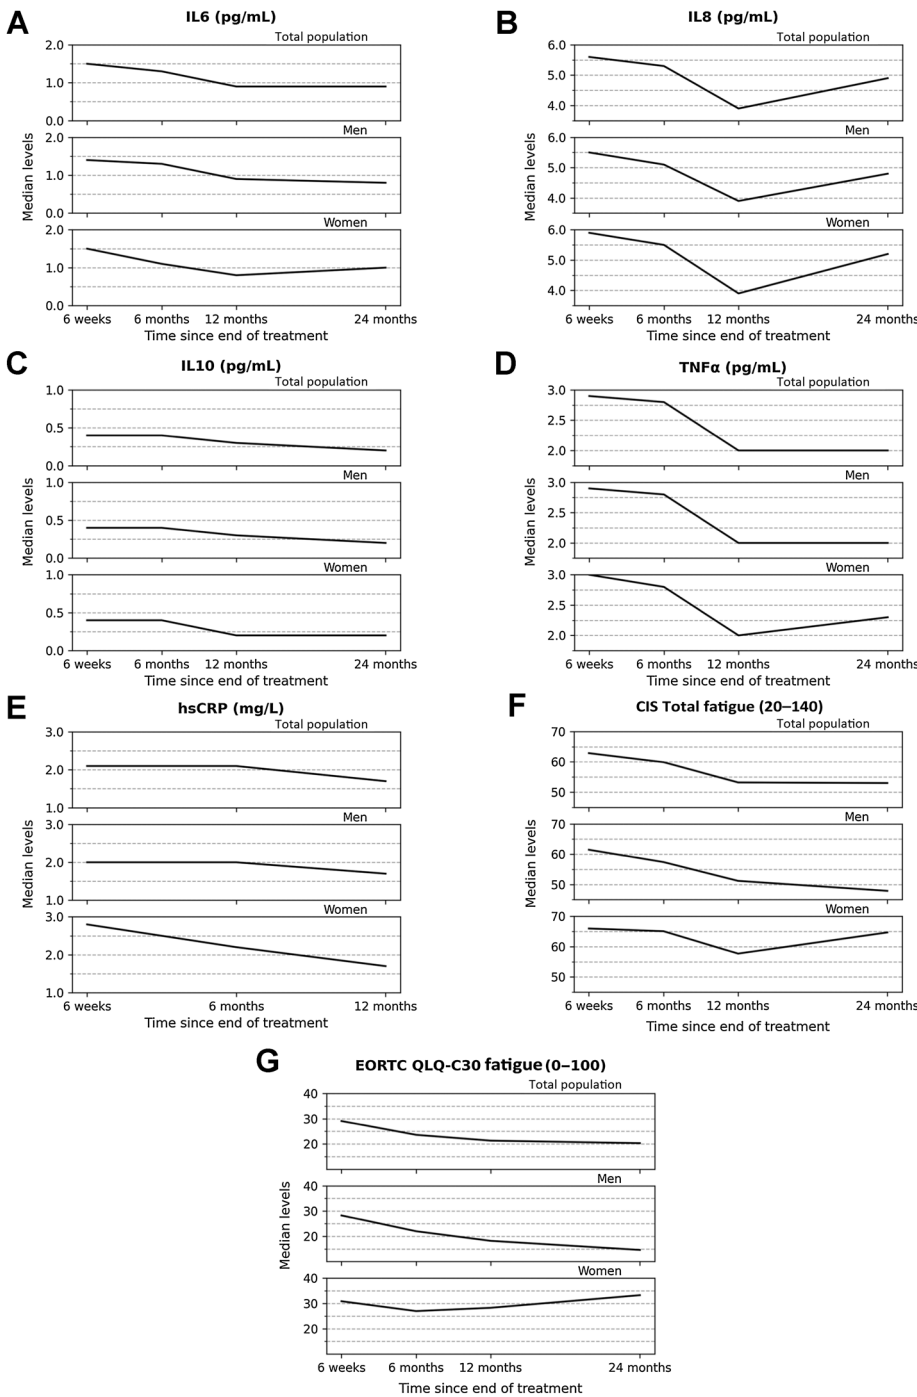 A
IL6 (pg/mL)
Total population
2.0
1.0
0.0
Men
2.0
1.0
0.0
Women
2.0
1.0
0.0
Median levels
6 weeks 6 months 12 months 24 months
Time since end of treatment
B
IL8 (pg/mL)
Total population
6.0
5.0
4.0
Men
6.0
5.0
4.0
Women
6.0
5.0
4.0
Median levels
6 weeks 6 months 12 months 24 months
Time since end of treatment
C
IL10 (pg/mL)
Total population
1.0
0.5
0.0
Men
1.0
0.5
0.0
Women
1.0
0.5
0.0
Median levels
6 weeks 6 months 12 months 24 months
Time since end of treatment
D
TNFα (pg/mL)
Total population
3.0
2.5
2.0
Men
3.0
2.5
2.0
Women
3.0
2.5
2.0
Median levels
6 weeks 6 months 12 months 24 months
Time since end of treatment
E
hsCRP (mg/L)
Total population
3.0
2.0
1.0
Men
3.0
2.0
1.0
Women
3.0
2.0
1.0
Median levels
6 weeks 6 months 12 months
Time since end of treatment
F
CIS Total fatigue (20–140)
Total population
70
60
50
Men
70
60
50
Women
70
60
50
Median levels
6 weeks 6 months 12 months 24 months
Time since end of treatment
G
EORTC QLQ-C30 fatigue (0–100)
Total population
40
30
20
Men
40
30
20
Women
40
30
20
Median levels
6 weeks 6 months 12 months 24 months
Time since end of treatment